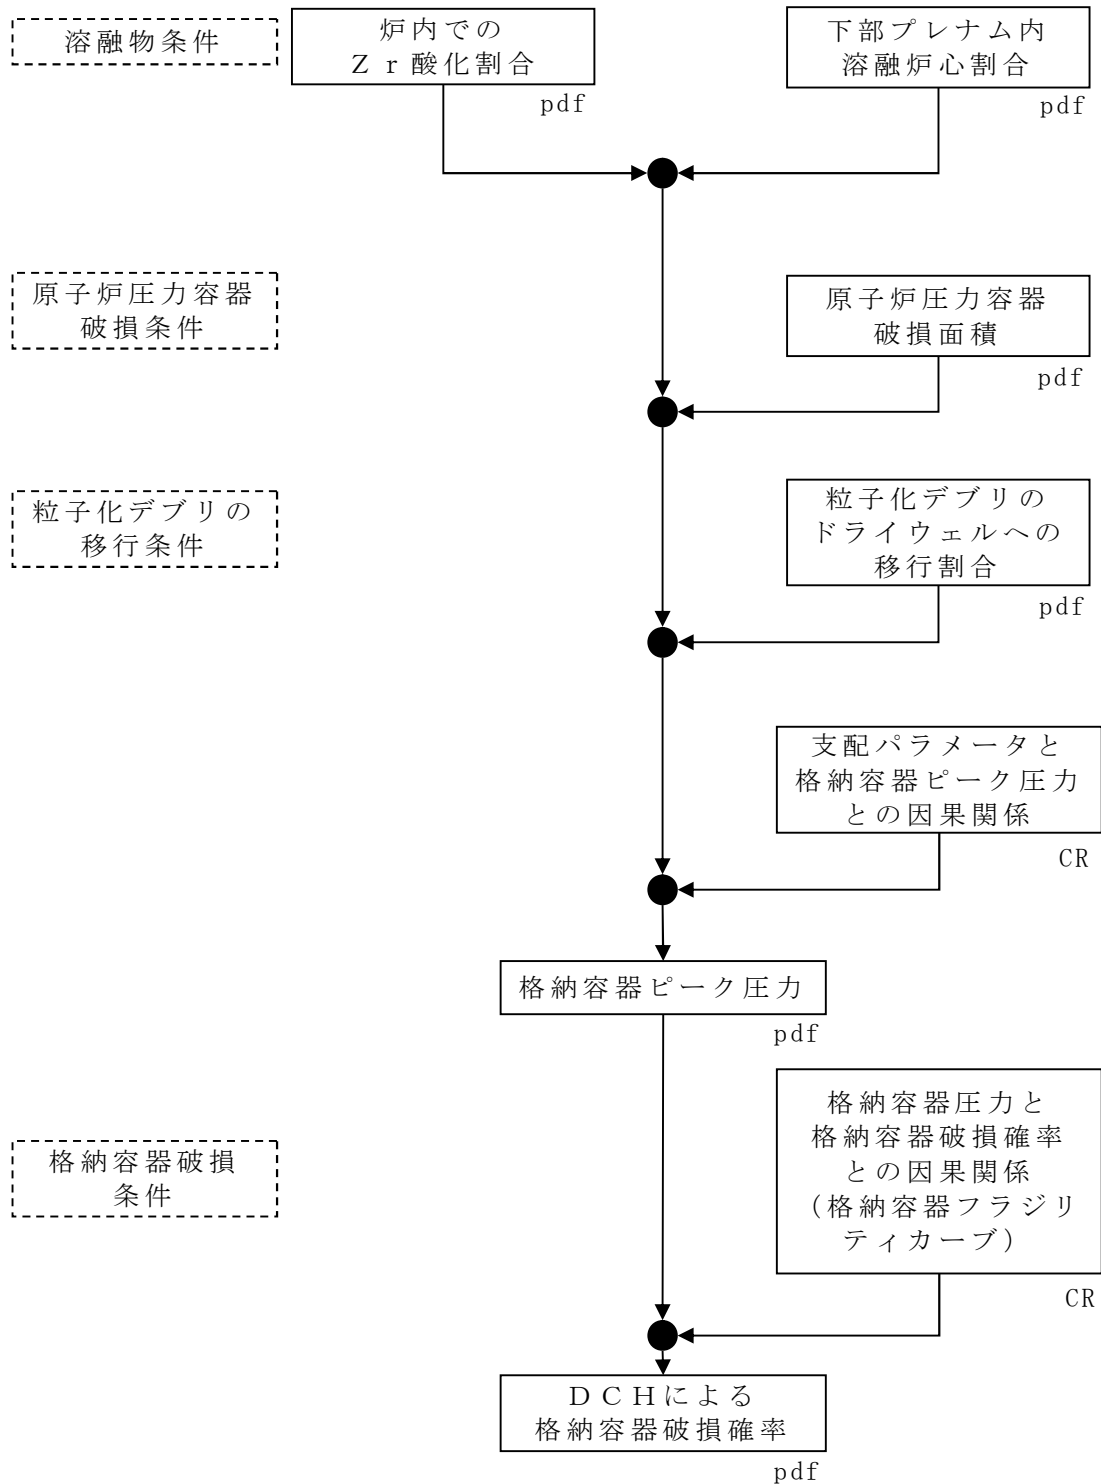 溶融物条件
炉内での
Ｚｒ酸化割合
pdf
下部プレナム内
溶融炉心割合
pdf
原子炉圧力容器
破損条件
原子炉圧力容器
破損面積
pdf
粒子化デブリの
移行条件
粒子化デブリの
ドライウェルへの
移行割合
pdf
支配パラメータと
格納容器ピーク圧力
との因果関係
CR
格納容器ピーク圧力
pdf
格納容器破損
条件
格納容器圧力と
格納容器破損確率
との因果関係
（格納容器フラジリ
ティカーブ）
CR
ＤＣＨによる
格納容器破損確率
pdf